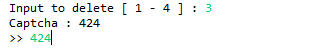 Input to delete [ 1 - 4 ] : 3
Captcha : 424
>> 424